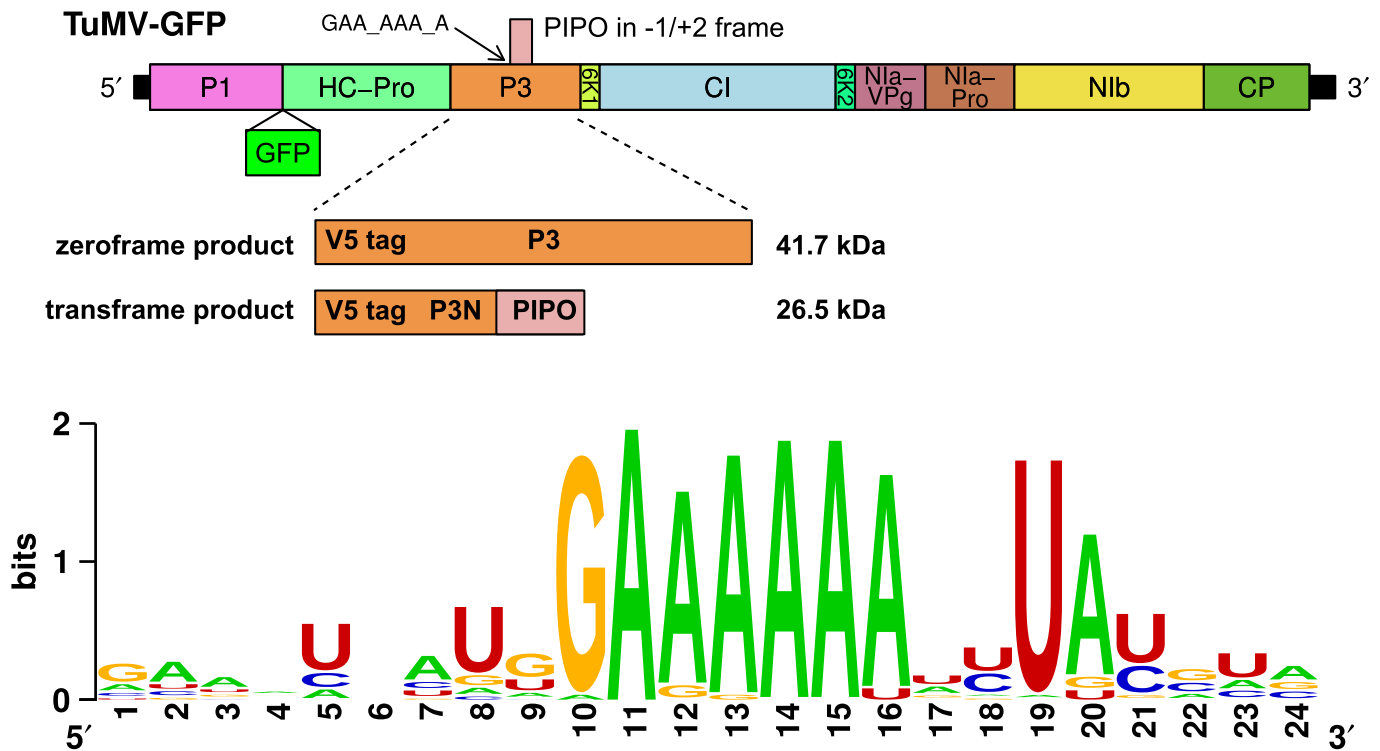 TuMV-GFP
GAA_AAA_A
PIPO in -1/+2 frame
5′ P1 HC–Pro P3 6K1 CI 6K2 NIa–VPg NIa–Pro NIb CP 3′
GFP
zeroframe product V5 tag P3 41.7 kDa
transframe product V5 tag P3N PIPO 26.5 kDa
2
1
0
bits
G A A U A U G G A A A A A A U U U A U G U A
1 2 3 4 5 6 7 8 9 10 11 12 13 14 15 16 17 18 19 20 21 22 23 24
5′ 3′